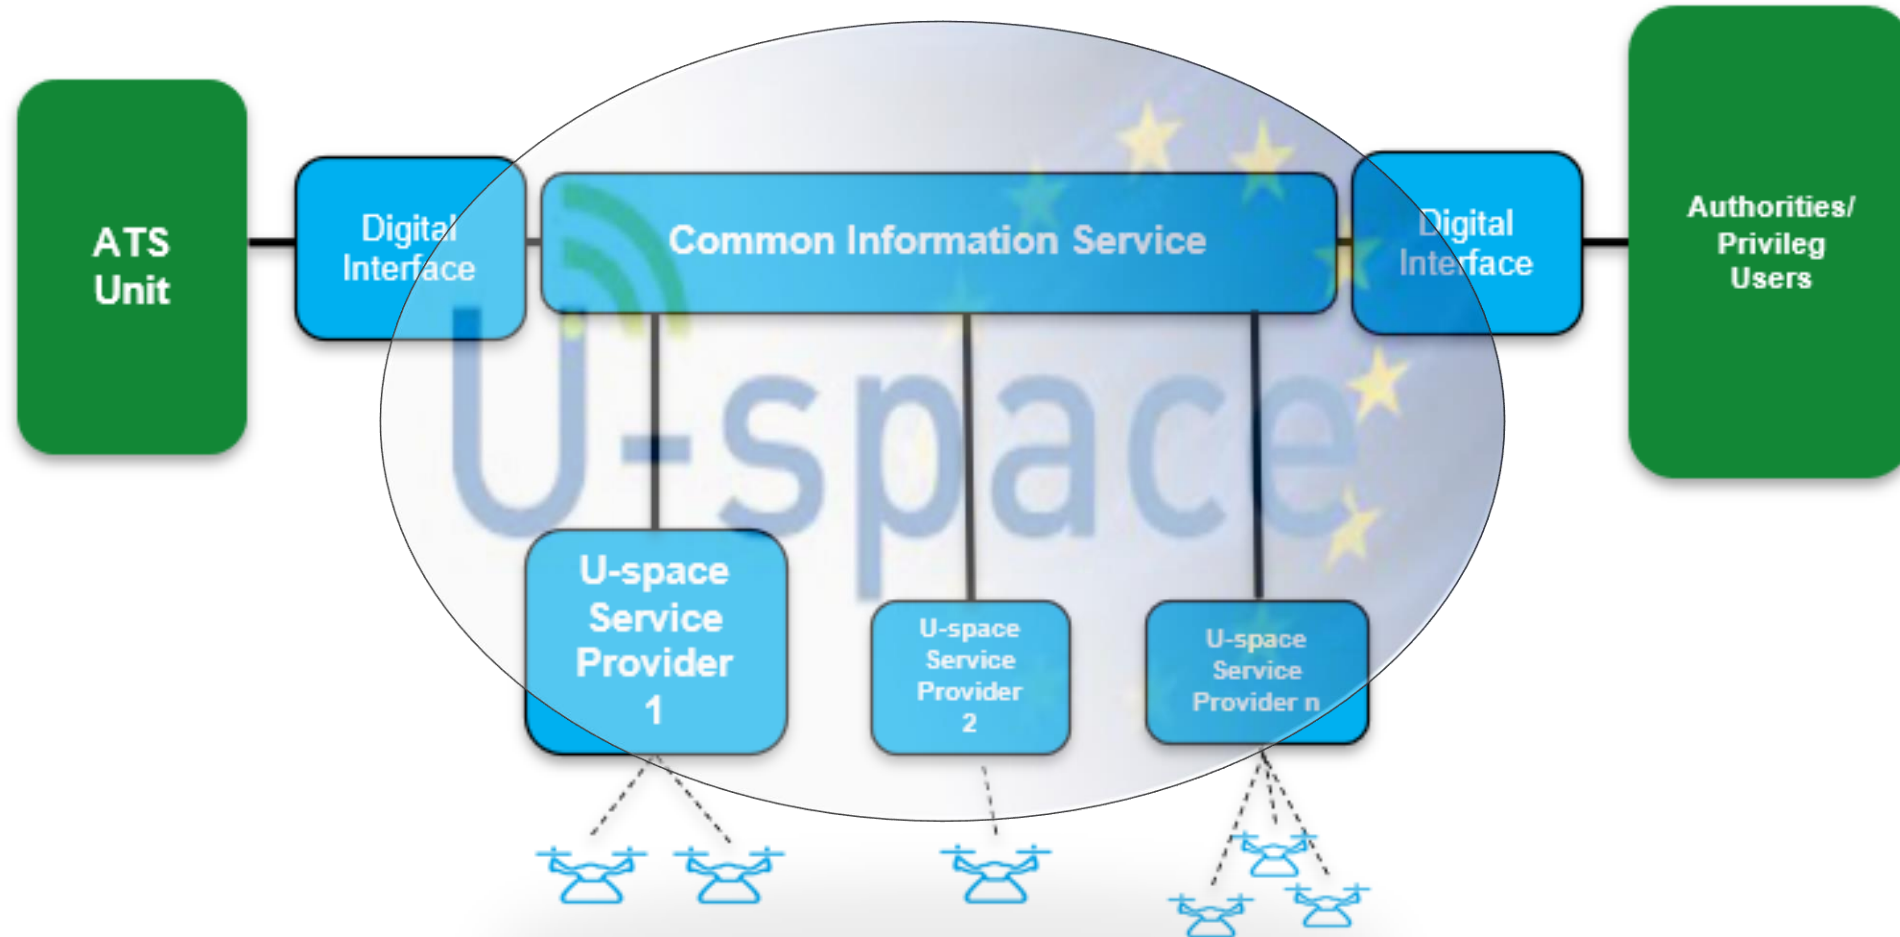 ATS
Unit
Digital
Interface
Common Information Service
Digital
Interface
Authorities/
Privileg
Users
U-space
U-space
Service
Provider
1
U-space
Service
Provider
2
U-space
Service
Provider n